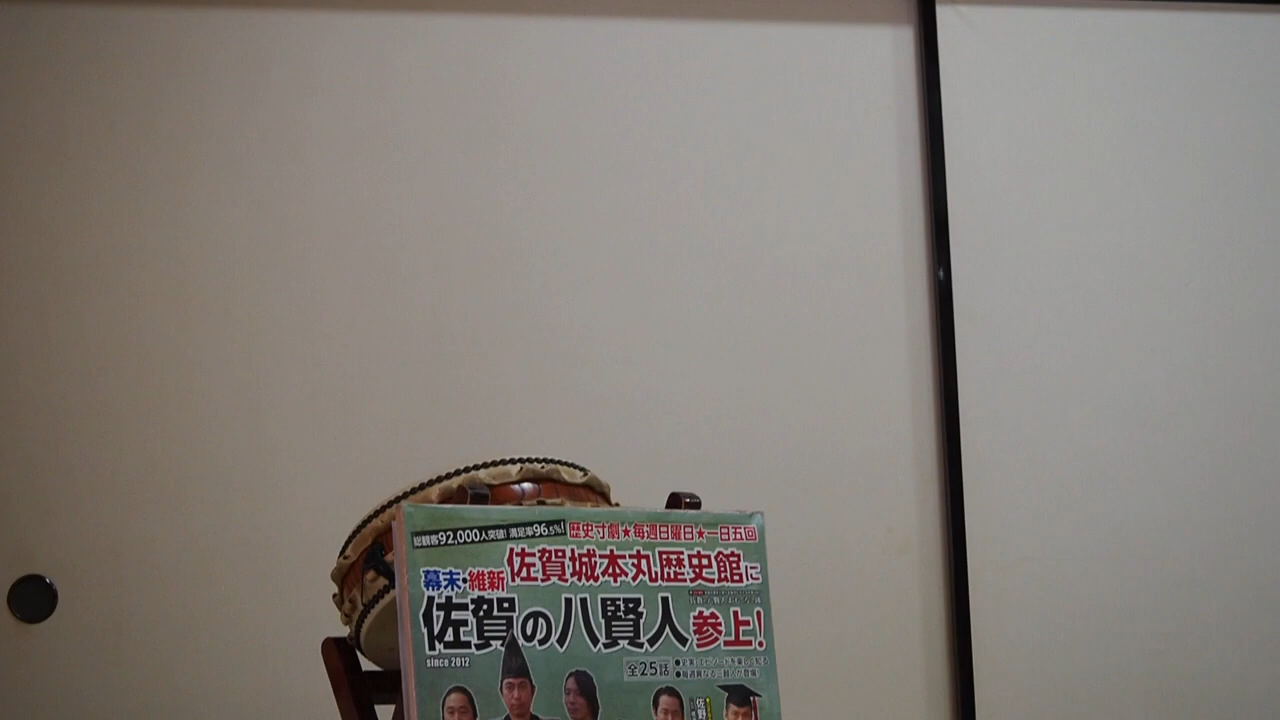 総観客92,000人突破! 満足率96.5%!
歴史寸劇★毎週日曜日★一日五回
幕末・維新
佐賀城本丸歴史館に
佐賀の八賢人参上!
since 2012
全25話
佐野